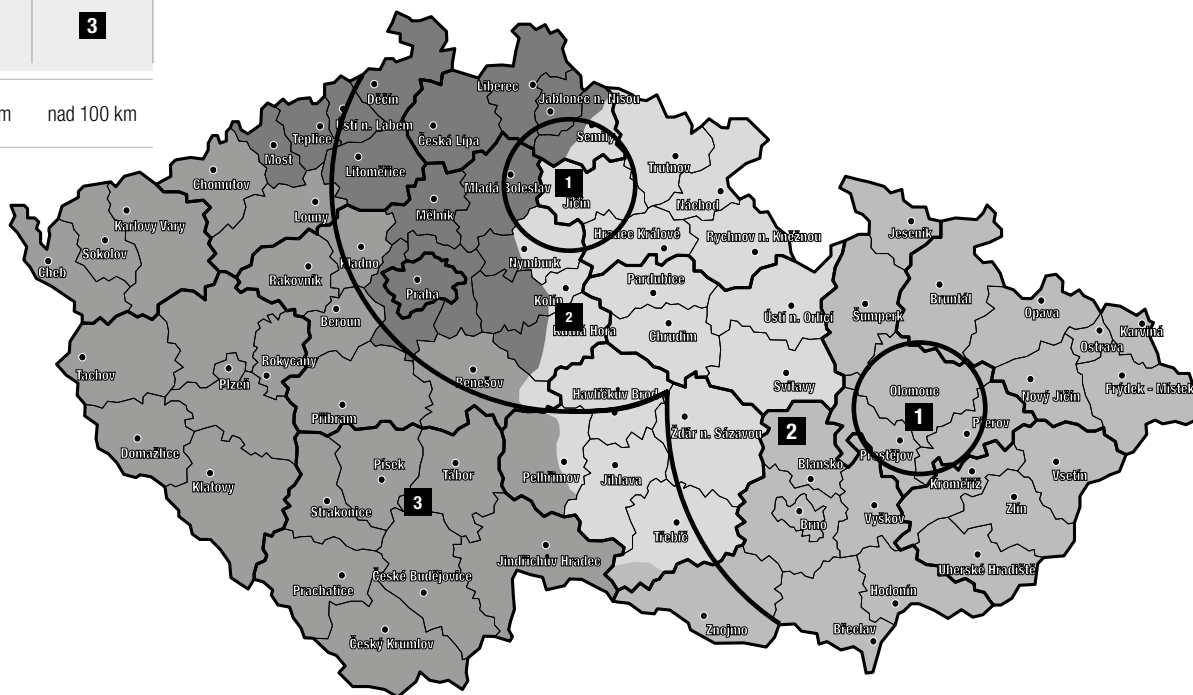 3
m nad 100 km
Děčín
Liberec
Jablonec n. Nisou
Ústí n. Labem
Teplice
Česká Lípa
Semily
Most
Litoměřice
Trutnov
Chomutov
Mladá Boleslav
1
Jičín
Louny
Mělník
Náchod
Karlovy Vary
Hradec Králové
Rychnov n. Kněžnou
Jeseník
Sokolov
Cheb
Kladno
Nymburk
Rakovník
Pardubice
Praha
Kolín
Bruntál
Beroun
2
Kutná Hora
Chrudim
Ústí n. Orlicí
Šumperk
Opava
Karviná
Ostrava
Rokycany
Tachov
Plzeň
Benešov
Svitavy
Havlíčkův Brod
Olomouc
Nový Jičín
Frýdek - Místek
Příbram
1
Přerov
Žďár n. Sázavou
2
Domažlice
Prostějov
Písek
Blansko
Klatovy
Tábor
Pelhřimov
Jihlava
Kroměříž
Vsetín
Strakonice
3
Zlín
Vyškov
Brno
Třebíč
Jindřichův Hradec
Uherské Hradiště
České Budějovice
Prachatice
Hodonín
Znojmo
Břeclav
Český Krumlov